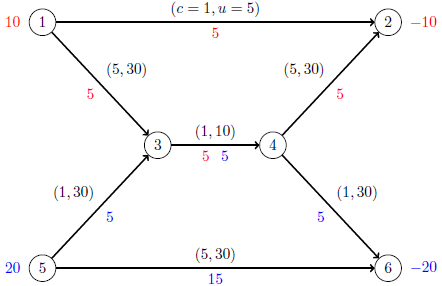 (c = 1, u = 5)
10 1 2 −10
5
(5, 30) (5, 30)
5 5
(1, 10)
3 4
5 5
(1, 30) (1, 30)
5 5
(5, 30)
20 5 6 −20
15